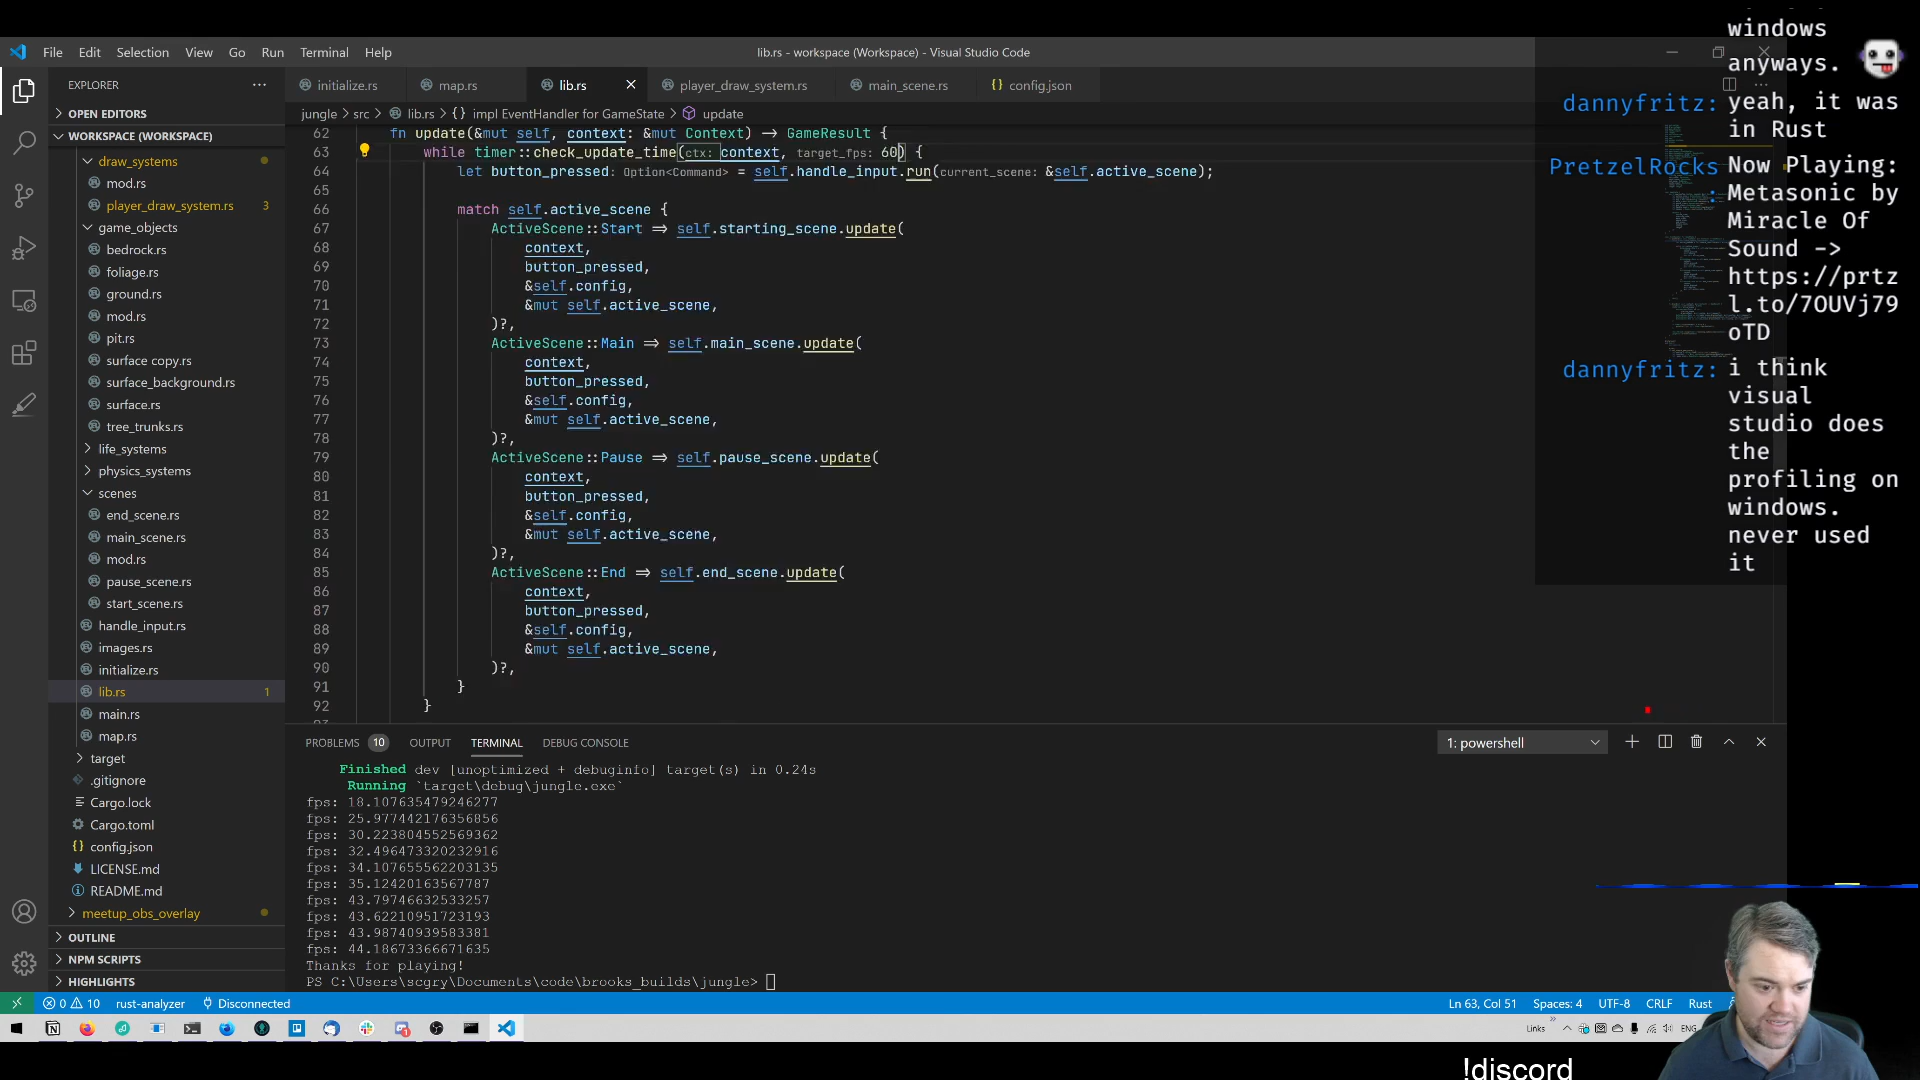 File Edit Selection View Go Run Terminal Help
lib.rs - workspace (Workspace) - Visual Studio Code
EXPLORER
initialize.rs
map.rs
lib.rs
player_draw_system.rs
main_scene.rs
config.json
OPEN EDITORS
WORKSPACE (WORKSPACE)
draw_systems
mod.rs
player_draw_system.rs 3
game_objects
bedrock.rs
foliage.rs
ground.rs
mod.rs
pit.rs
surface copy.rs
surface_background.rs
surface.rs
tree_trunks.rs
life_systems
physics_systems
scenes
end_scene.rs
main_scene.rs
mod.rs
pause_scene.rs
start_scene.rs
handle_input.rs
images.rs
initialize.rs
lib.rs 1
main.rs
map.rs
target
.gitignore
Cargo.lock
Cargo.toml
config.json
LICENSE.md
README.md
meetup_obs_overlay
OUTLINE
NPM SCRIPTS
HIGHLIGHTS
jungle > src > lib.rs > {} impl EventHandler for GameState > update
62 fn update(&mut self, context: &mut Context) -> GameResult {
63 while timer::check_update_time(ctx: context, target_fps: 60) {
64 let button_pressed: Option<Command> = self.handle_input.run(current_scene: &self.active_scene);
65
66 match self.active_scene {
67 ActiveScene::Start => self.starting_scene.update(
68 context,
69 button_pressed,
70 &self.config,
71 &mut self.active_scene,
72 )?,
73 ActiveScene::Main => self.main_scene.update(
74 context,
75 button_pressed,
76 &self.config,
77 &mut self.active_scene,
78 )?,
79 ActiveScene::Pause => self.pause_scene.update(
80 context,
81 button_pressed,
82 &self.config,
83 &mut self.active_scene,
84 )?,
85 ActiveScene::End => self.end_scene.update(
86 context,
87 button_pressed,
88 &self.config,
89 &mut self.active_scene,
90 )?,
91 }
92 }
PROBLEMS 10 OUTPUT TERMINAL DEBUG CONSOLE
1: powershell
Finished dev [unoptimized + debuginfo] target(s) in 0.24s
Running `target\debug\jungle.exe`
fps: 18.107635479246277
fps: 25.977442176356856
fps: 30.223804552569362
fps: 32.496473320232916
fps: 34.107655562203135
fps: 35.12420163567787
fps: 43.79746632533257
fps: 43.62210951723193
fps: 43.98740939583381
fps: 44.18673366671635
Thanks for playing!
PS C:\Users\scgry\Documents\code\brooks_builds\jungle>
0 10 rust-analyzer Disconnected
Ln 63, Col 51 Spaces: 4 UTF-8 CRLF Rust
Links
ENG
windows
anyways.
dannyfritz: yeah, it was
in Rust
PretzelRocks: Now Playing:
Metasonic by
Miracle Of
Sound ->
https://prtz
l.to/7OUVj79
oTD
dannyfritz: i think
visual
studio does
the
profiling on
windows.
never used
it
!discord